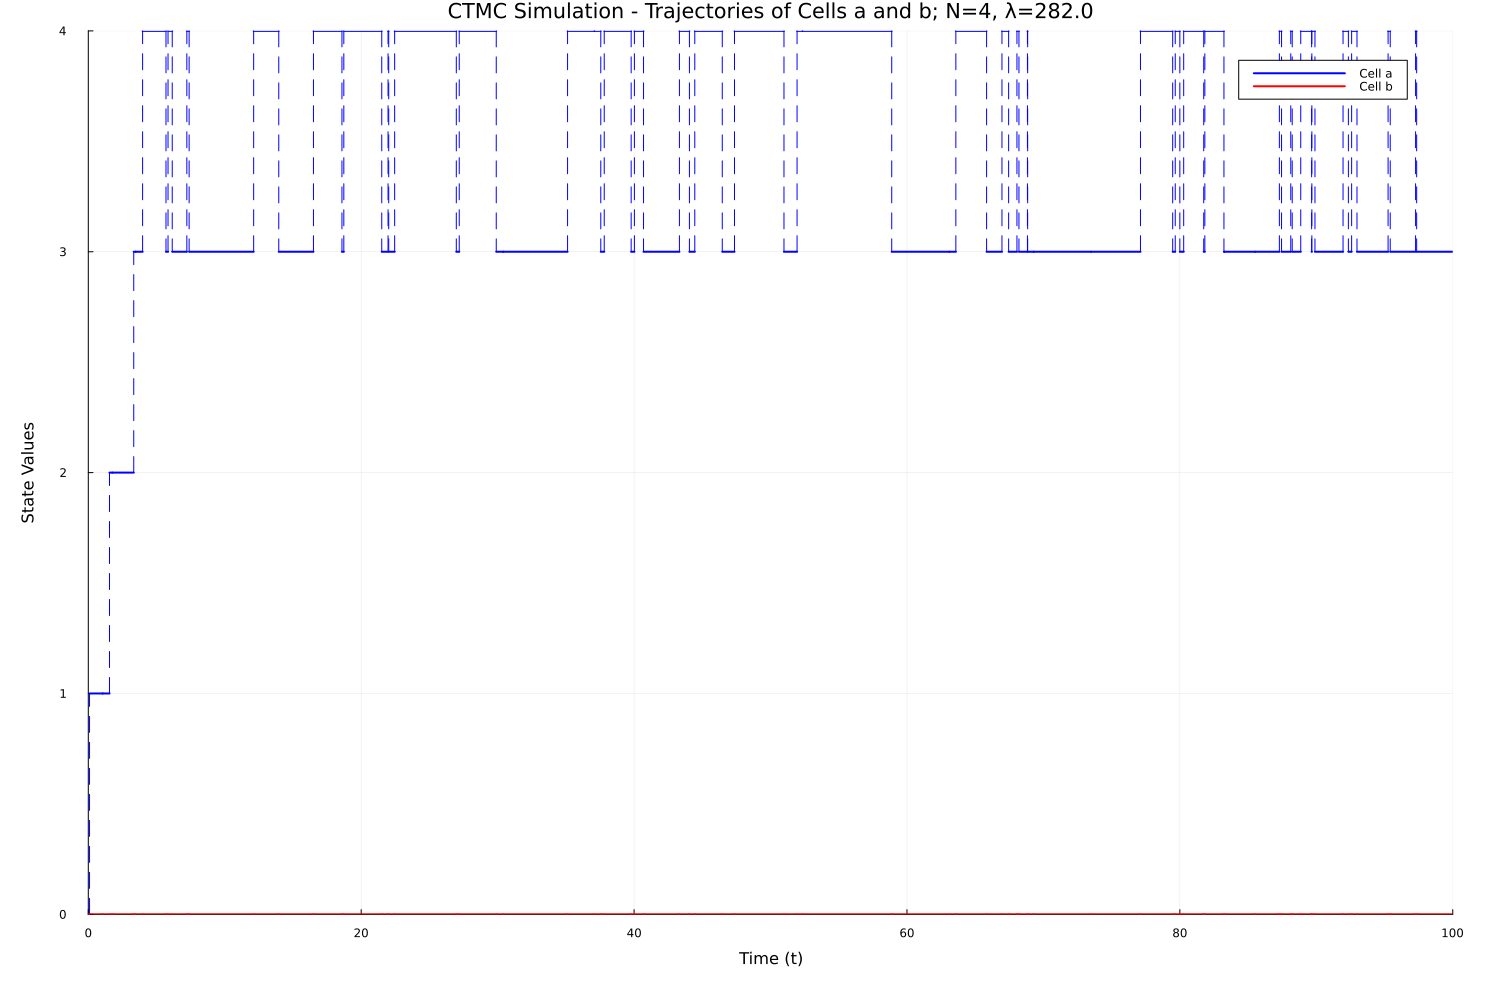 CTMC Simulation - Trajectories of Cells a and b; N=4, λ=282.0
4
Cell a
Cell b
3
State Values
2
1
0
0 20 40 60 80 100
Time (t)